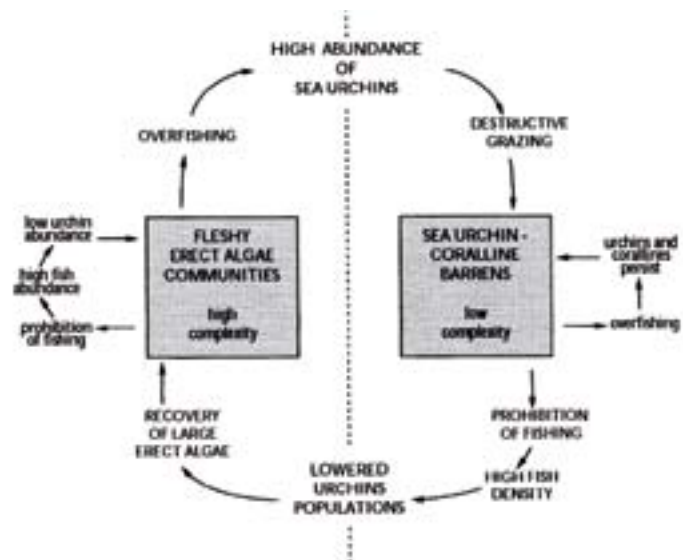 HIGH ABUNDANCE
OF
SEA URCHINS
OVERFISHING
DESTRUCTIVE
GRAZING
low urchin
abundance
high fish
abundance
prohibition
of fishing
FLESHY
ERECT ALGAE
COMMUNITIES
high
complexity
SEA URCHIN -
CORALLINE
BARRENS
low
complexity
urchins and
corallines
persist
overfishing
RECOVERY
OF LARGE
ERECT ALGAE
PROHIBITION
OF FISHING
HIGH FISH
DENSITY
LOWERED
URCHINS
POPULATIONS